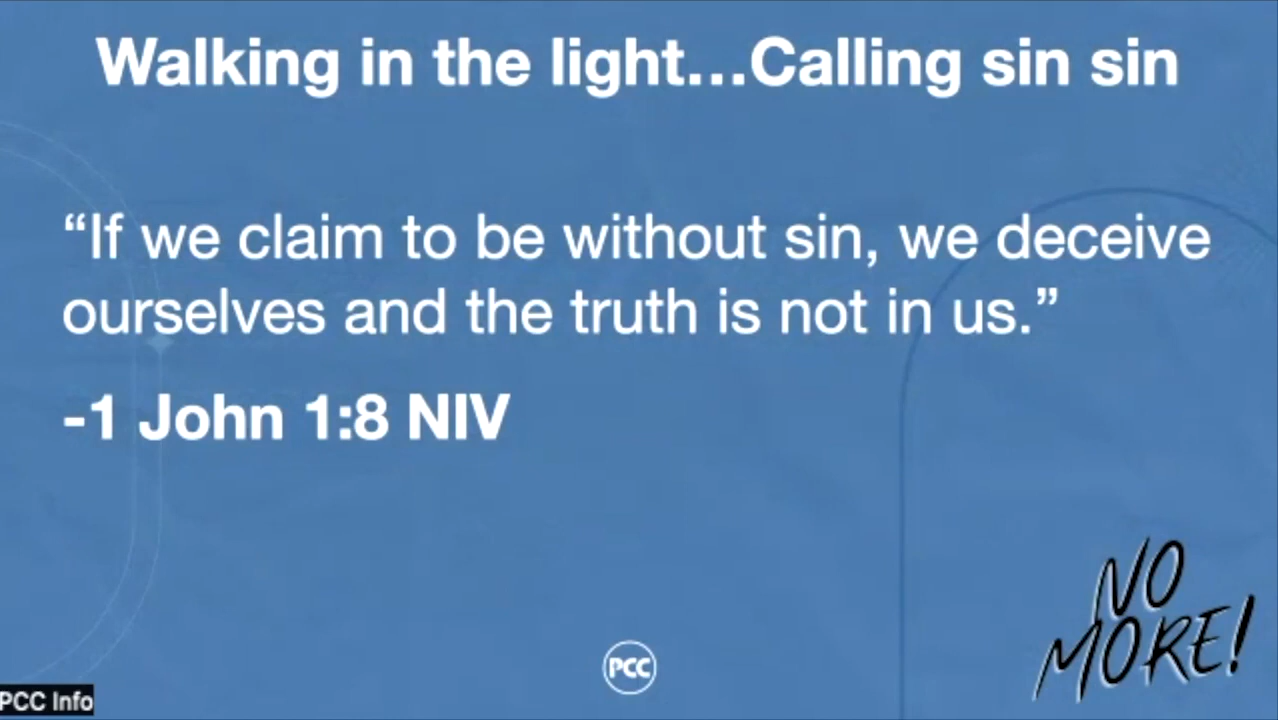 Walking in the light...Calling sin sin
“If we claim to be without sin, we deceive
ourselves and the truth is not in us.”
-1 John 1:8 NIV
NO
MORE!
PCC
PCC Info